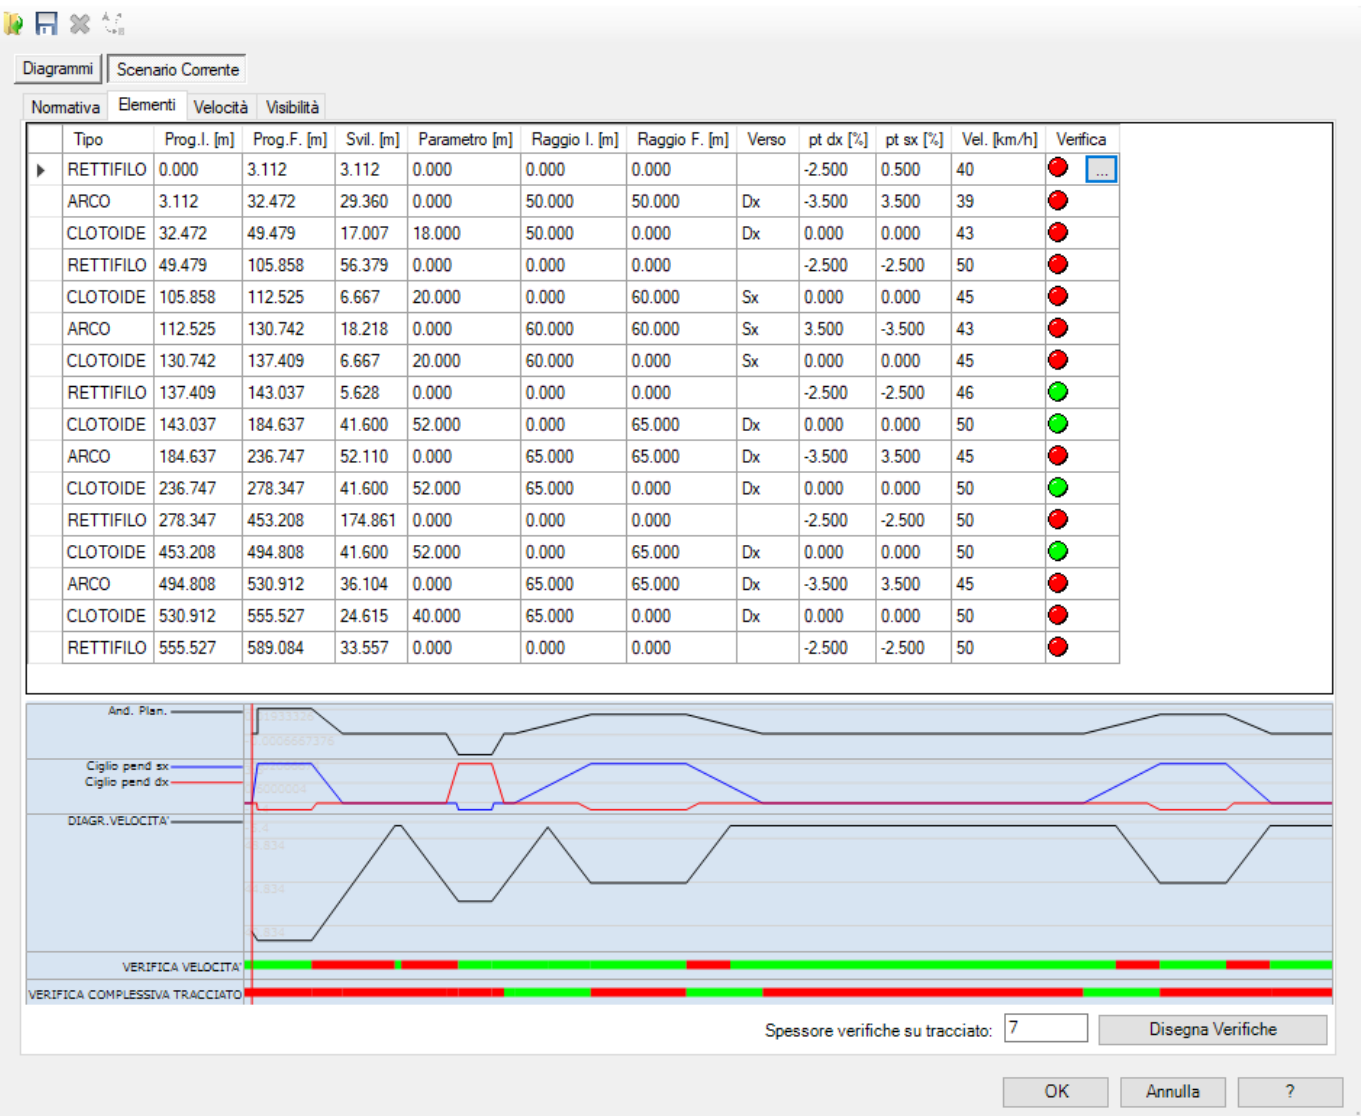 Diagrammi Scenario Corrente
Normativa Elementi Velocità Visibilità
Tipo Prog.I. [m] Prog.F. [m] Svil. [m] Parametro [m] Raggio I. [m] Raggio F. [m] Verso pt dx [%] pt sx [%] Vel. [km/h] Verifica
RETTIFILO 0.000 3.112 3.112 0.000 0.000 0.000 -2.500 0.500 40 ...
ARCO 3.112 32.472 29.360 0.000 50.000 50.000 Dx -3.500 3.500 39
CLOTOIDE 32.472 49.479 17.007 18.000 50.000 0.000 Dx 0.000 0.000 43
RETTIFILO 49.479 105.858 56.379 0.000 0.000 0.000 -2.500 -2.500 50
CLOTOIDE 105.858 112.525 6.667 20.000 0.000 60.000 Sx 0.000 0.000 45
ARCO 112.525 130.742 18.218 0.000 60.000 60.000 Sx 3.500 -3.500 43
CLOTOIDE 130.742 137.409 6.667 20.000 60.000 0.000 Sx 0.000 0.000 45
RETTIFILO 137.409 143.037 5.628 0.000 0.000 0.000 -2.500 -2.500 46
CLOTOIDE 143.037 184.637 41.600 52.000 0.000 65.000 Dx 0.000 0.000 50
ARCO 184.637 236.747 52.110 0.000 65.000 65.000 Dx -3.500 3.500 45
CLOTOIDE 236.747 278.347 41.600 52.000 65.000 0.000 Dx 0.000 0.000 50
RETTIFILO 278.347 453.208 174.861 0.000 0.000 0.000 -2.500 -2.500 50
CLOTOIDE 453.208 494.808 41.600 52.000 0.000 65.000 Dx 0.000 0.000 50
ARCO 494.808 530.912 36.104 0.000 65.000 65.000 Dx -3.500 3.500 45
CLOTOIDE 530.912 555.527 24.615 40.000 65.000 0.000 Dx 0.000 0.000 50
RETTIFILO 555.527 589.084 33.557 0.000 0.000 0.000 -2.500 -2.500 50
And. Plan.
Ciglio pend sx
Ciglio pend dx
DIAGR.VELOCITA'
VERIFICA VELOCITA'
VERIFICA COMPLESSIVA TRACCIATO
Spessore verifiche su tracciato: 7 Disegna Verifiche
OK Annulla ?